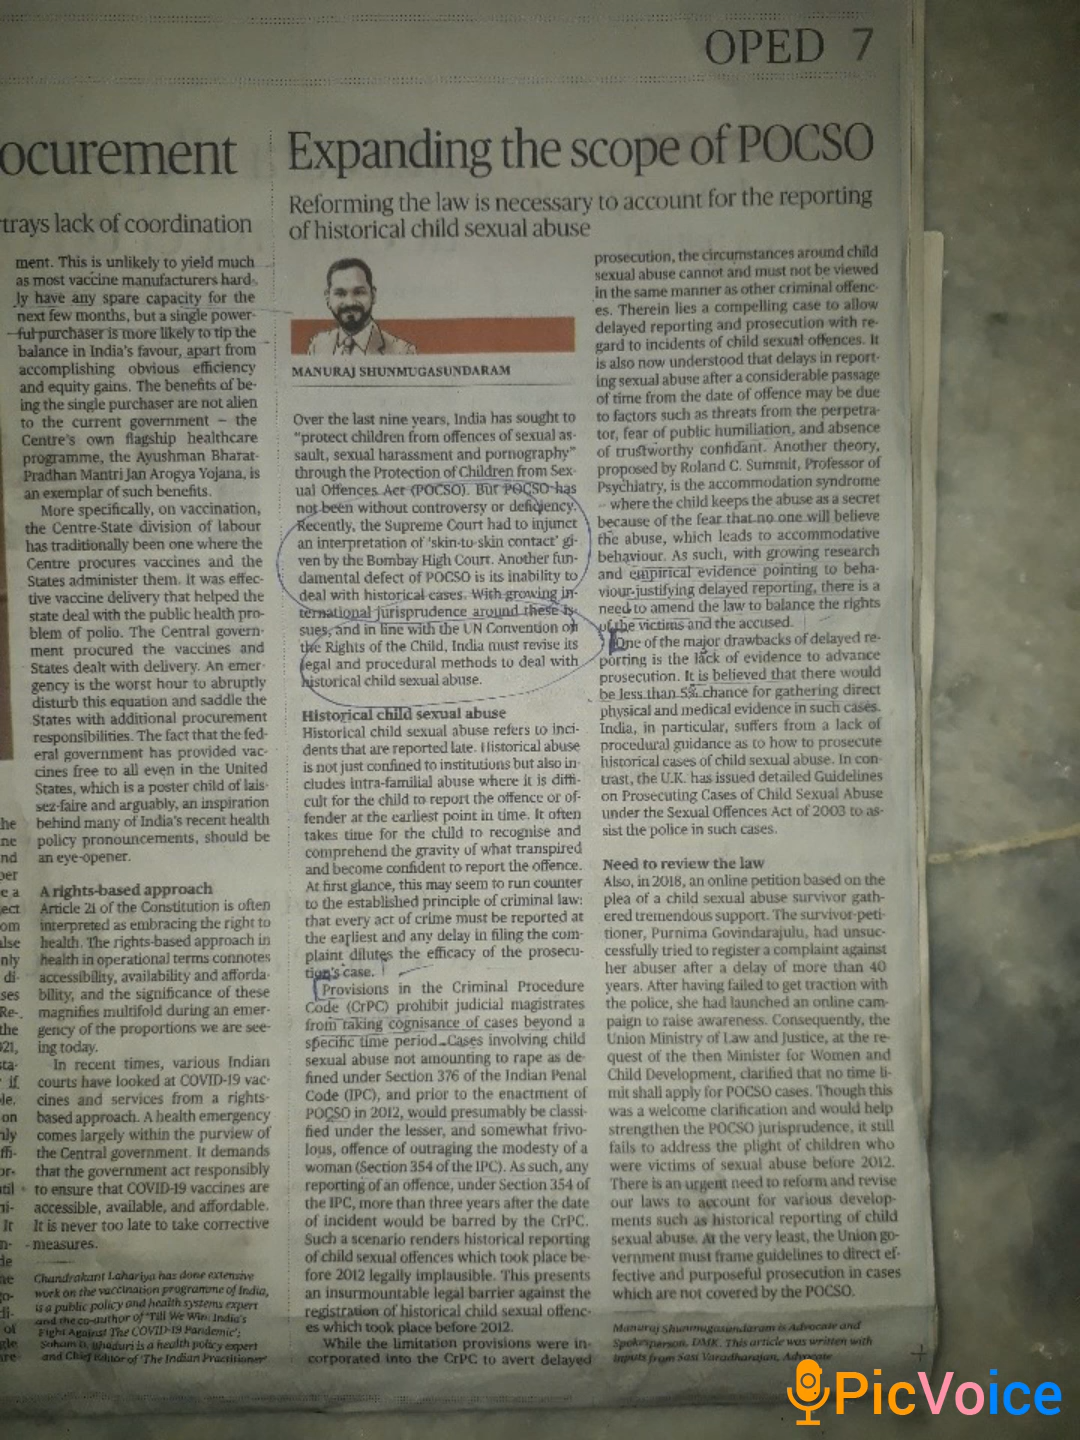 OPED 7
ocurement
trays lack of coordination
ment. This is unlikely to yield much
as most vaccine manufacturers hard-
ly have any spare capacity for the
next few months, but a single power-
ful purchaser is more likely to tip the
balance in India's favour, apart from
accomplishing obvious efficiency
and equity gains. The benefits of be-
ing the single purchaser are not alien
to the current government – the
Centre's own flagship healthcare
programme, the Ayushman Bharat-
Pradhan Mantri Jan Arogya Yojana, is
an exemplar of such benefits.
More specifically, on vaccination,
the Centre-State division of labour
has traditionally been one where the
Centre procures vaccines and the
States administer them. It was effec-
tive vaccine delivery that helped the
state deal with the public health pro-
blem of polio. The Central govern-
ment procured the vaccines and
States dealt with delivery. An emer-
gency is the worst hour to abruptly
disturb this equation and saddle the
States with additional procurement
responsibilities. The fact that the fed-
eral government has provided vac-
cines free to all even in the United
States, which is a poster child of lais-
sez-faire and arguably, an inspiration
behind many of India's recent health
policy pronouncements, should be
an eye-opener.
A rights-based approach
Article 21 of the Constitution is often
interpreted as embracing the right to
health. The rights-based approach in
health in operational terms connotes
accessibility, availability and afforda-
bility, and the significance of these
magnifies multifold during an emer-
gency of the proportions we are see-
ing today.
In recent times, various Indian
courts have looked at COVID-19 vac-
cines and services from a rights-
based approach. A health emergency
comes largely within the purview of
the Central government. It demands
that the government act responsibly
to ensure that COVID-19 vaccines are
accessible, available, and affordable.
It is never too late to take corrective
measures.
Chandrakant Lahariya has done extensive
work on the vaccination programme of India,
is a public policy and health systems expert
and the co-author of 'Till We Win: India's
Fight Against The COVID-19 Pandemic';
Soham D. Bhaduri is a health policy expert
and Chief Editor of 'The Indian Practitioner'
Expanding the scope of POCSO
Reforming the law is necessary to account for the reporting
of historical child sexual abuse
MANURAJ SHUNMUGASUNDARAM
Over the last nine years, India has sought to
"protect children from offences of sexual as-
sault, sexual harassment and pornography"
through the Protection of Children from Sex-
ual Offences Act (POCSO). But POCSO has
not been without controversy or deficiency.
Recently, the Supreme Court had to injunct
an interpretation of 'skin-to-skin contact' gi-
ven by the Bombay High Court. Another fun-
damental defect of POCSO is its inability to
deal with historical cases. With growing in-
ternational jurisprudence around these is-
sues, and in line with the UN Convention on
the Rights of the Child, India must revise its
legal and procedural methods to deal with
historical child sexual abuse.
Historical child sexual abuse
Historical child sexual abuse refers to inci-
dents that are reported late. Historical abuse
is not just confined to institutions but also in-
cludes intra-familial abuse where it is diffi-
cult for the child to report the offence or of-
fender at the earliest point in time. It often
takes time for the child to recognise and
comprehend the gravity of what transpired
and become confident to report the offence.
At first glance, this may seem to run counter
to the established principle of criminal law:
that every act of crime must be reported at
the earliest and any delay in filing the com-
plaint dilutes the efficacy of the prosecu-
tion's case.
Provisions in the Criminal Procedure
Code (CrPC) prohibit judicial magistrates
from taking cognisance of cases beyond a
specific time period. Cases involving child
sexual abuse not amounting to rape as de-
fined under Section 376 of the Indian Penal
Code (IPC), and prior to the enactment of
POCSO in 2012, would presumably be classi-
fied under the lesser, and somewhat frivo-
lous, offence of outraging the modesty of a
woman (Section 354 of the IPC). As such, any
reporting of an offence, under Section 354 of
the IPC, more than three years after the date
of incident would be barred by the CrPC.
Such a scenario renders historical reporting
of child sexual offences which took place be-
fore 2012 legally implausible. This presents
an insurmountable legal barrier against the
registration of historical child sexual offenc-
es which took place before 2012.
While the limitation provisions were in-
corporated into the CrPC to avert delayed
prosecution, the circumstances around child
sexual abuse cannot and must not be viewed
in the same manner as other criminal offenc-
es. Therein lies a compelling case to allow
delayed reporting and prosecution with re-
gard to incidents of child sexual offences. It
is also now understood that delays in report-
ing sexual abuse after a considerable passage
of time from the date of offence may be due
to factors such as threats from the perpetra-
tor, fear of public humiliation, and absence
of trustworthy confidant. Another theory,
proposed by Roland C. Summit, Professor of
Psychiatry, is the accommodation syndrome
– where the child keeps the abuse as a secret
because of the fear that no one will believe
the abuse, which leads to accommodative
behaviour. As such, with growing research
and empirical evidence pointing to beha-
viour justifying delayed reporting, there is a
need to amend the law to balance the rights
of the victims and the accused.
One of the major drawbacks of delayed re-
porting is the lack of evidence to advance
prosecution. It is believed that there would
be less than 5% chance for gathering direct
physical and medical evidence in such cases.
India, in particular, suffers from a lack of
procedural guidance as to how to prosecute
historical cases of child sexual abuse. In con-
trast, the U.K. has issued detailed Guidelines
on Prosecuting Cases of Child Sexual Abuse
under the Sexual Offences Act of 2003 to as-
sist the police in such cases.
Need to review the law
Also, in 2018, an online petition based on the
plea of a child sexual abuse survivor gath-
ered tremendous support. The survivor-peti-
tioner, Purnima Govindarajulu, had unsuc-
cessfully tried to register a complaint against
her abuser after a delay of more than 40
years. After having failed to get traction with
the police, she had launched an online cam-
paign to raise awareness. Consequently, the
Union Ministry of Law and Justice, at the re-
quest of the then Minister for Women and
Child Development, clarified that no time li-
mit shall apply for POCSO cases. Though this
was a welcome clarification and would help
strengthen the POCSO jurisprudence, it still
fails to address the plight of children who
were victims of sexual abuse before 2012.
There is an urgent need to reform and revise
our laws to account for various develop-
ments such as historical reporting of child
sexual abuse. At the very least, the Union go-
vernment must frame guidelines to direct ef-
fective and purposeful prosecution in cases
which are not covered by the POCSO.
Manuraj Shunmugasundaram is Advocate and
Spokesperson, DMK. This article was written with
inputs from Sasi Varadharajan, Advocate
PicVoice